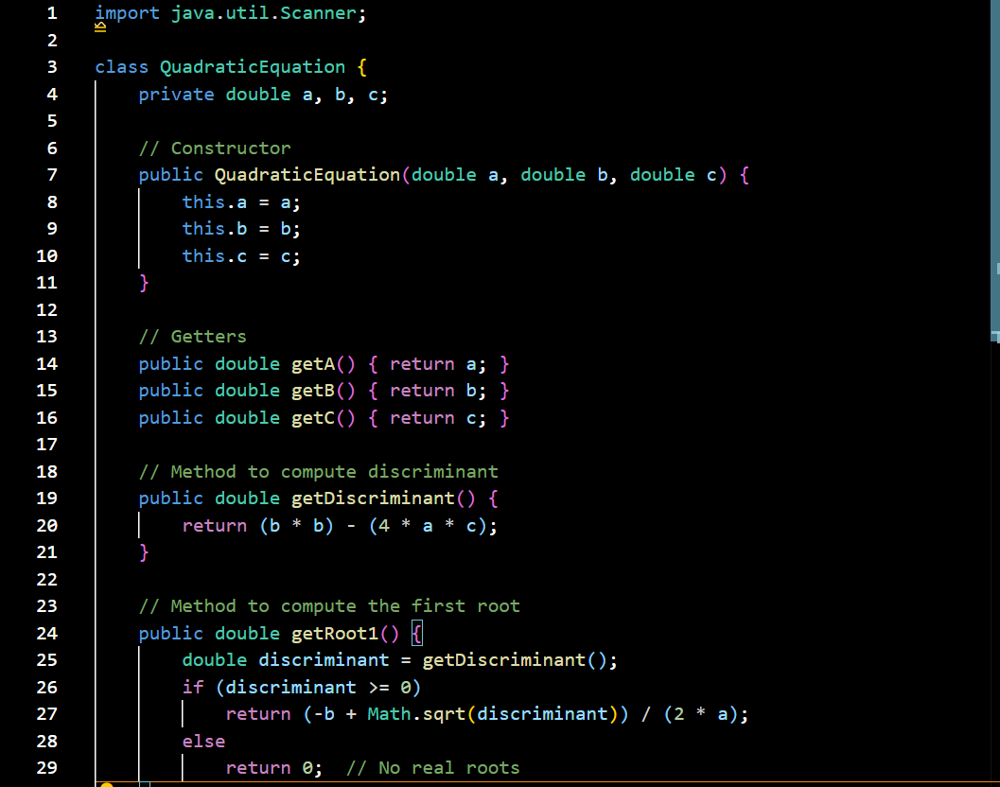 1 import java.util.Scanner;
2
3 class QuadraticEquation {
4     private double a, b, c;
5
6     // Constructor
7     public QuadraticEquation(double a, double b, double c) {
8         this.a = a;
9         this.b = b;
10         this.c = c;
11     }
12
13     // Getters
14     public double getA() { return a; }
15     public double getB() { return b; }
16     public double getC() { return c; }
17
18     // Method to compute discriminant
19     public double getDiscriminant() {
20         return (b * b) - (4 * a * c);
21     }
22
23     // Method to compute the first root
24     public double getRoot1() {
25         double discriminant = getDiscriminant();
26         if (discriminant >= 0)
27             return (-b + Math.sqrt(discriminant)) / (2 * a);
28         else
29             return 0;  // No real roots